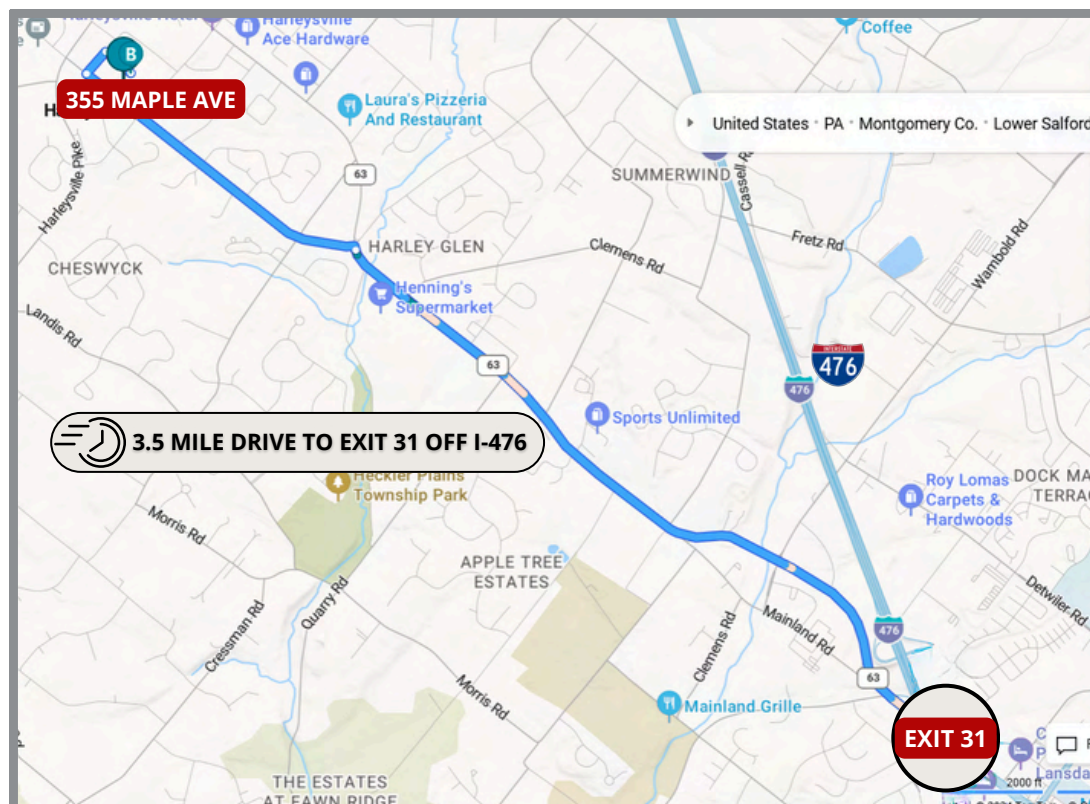 Harleysville
Ace Hardware
Coffee
B
355 MAPLE AVE
Laura's Pizzeria
And Restaurant
United States · PA · Montgomery Co. · Lower Salford
63
SUMMERWIND
Cassell Rd
Harleysville Pike
Fretz Rd
Wambold Rd
HARLEY GLEN
Clemens Rd
CHESWYCK
Henning's
Supermarket
Landis Rd
63
INTERSTATE
476
476
Sports Unlimited
3.5 MILE DRIVE TO EXIT 31 OFF I-476
Heckler Plains
Township Park
Roy Lomas
Carpets &
Hardwoods
DOCK MA
TERRAC
Morris Rd
APPLE TREE
ESTATES
Quarry Rd
Cressman Rd
Detwiler Rd
Mainland Rd
Clemens Rd
476
63
Morris Rd
Mainland Grille
EXIT 31
C
P
Lansda
F
2000 ft
THE ESTATES
AT FAWN RIDGE